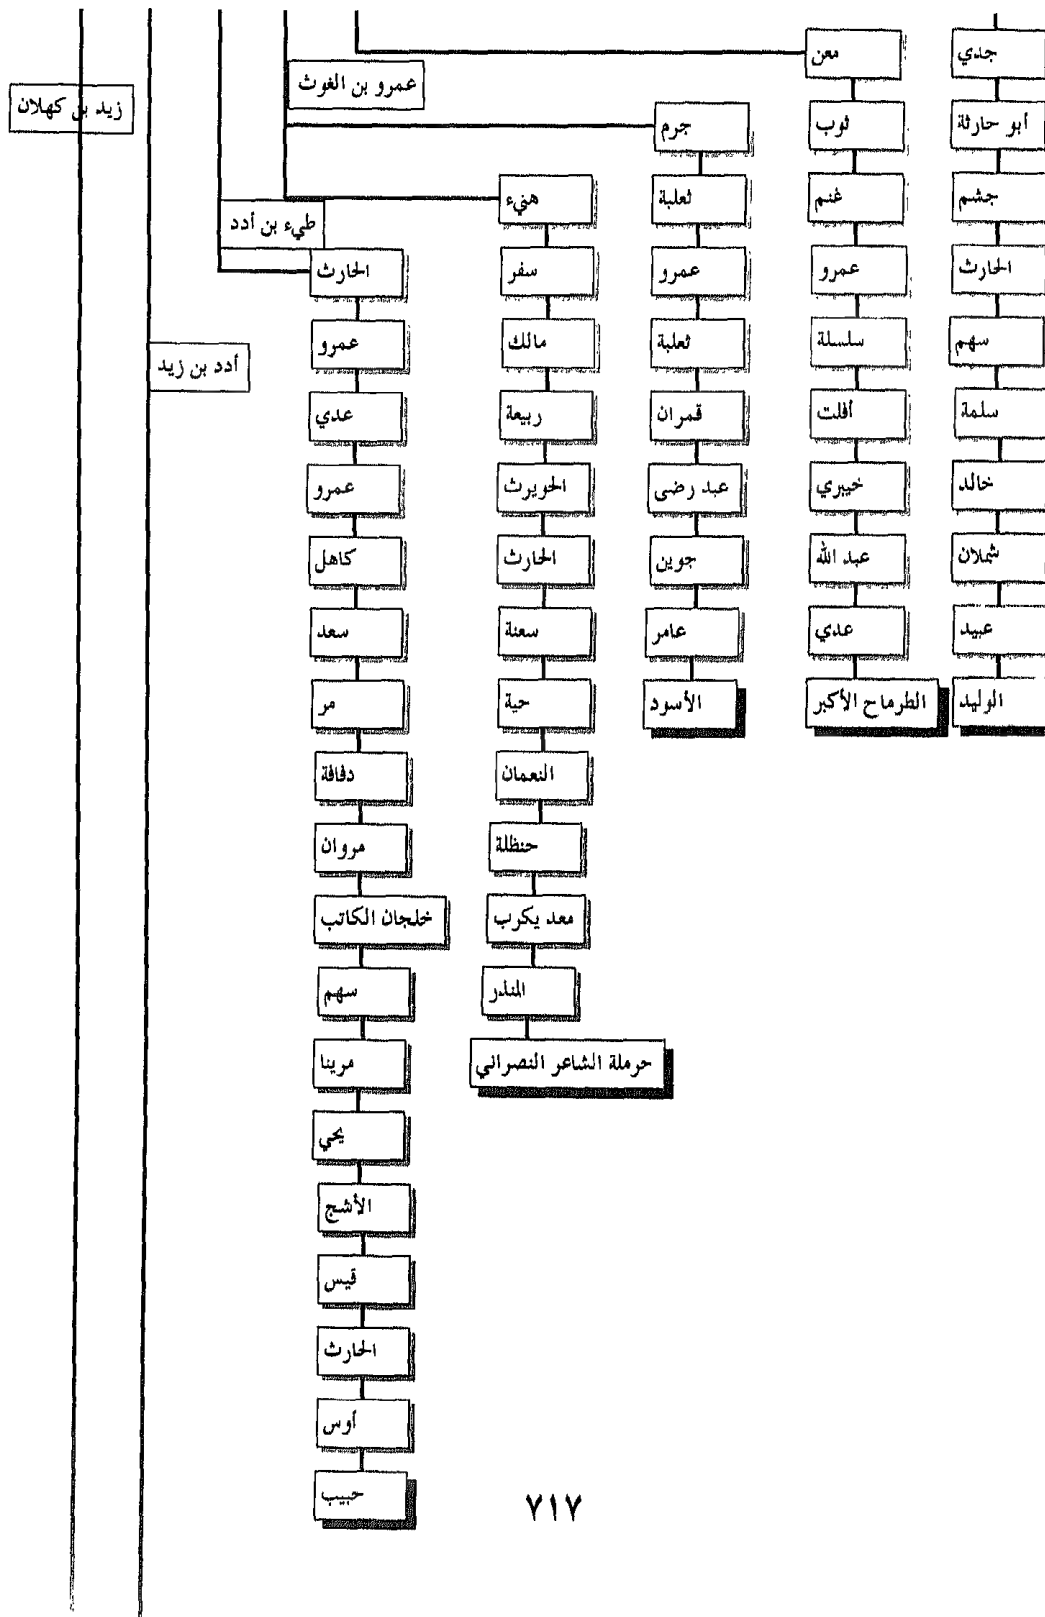 جدي
أبو حارثة
جشم
الحارث
سهم
سلمة
خالد
شملان
عبيد
الوليد
معن
ثوب
غنم
عمرو
سلسلة
أفلت
خيبري
عبد الله
عدي
الطرماح الأكبر
عمرو بن الغوث
جرم
ثعلبة
عمرو
ثعلبة
قمران
عبد رضى
جوين
عامر
الأسود
هنيء
سفر
مالك
ربيعة
الحويرث
الحارث
سعنة
حية
النعمان
حنظلة
معد يكرب
المنذر
حرملة الشاعر النصراني
طيء بن أدد
الحارث
عمرو
عدي
عمرو
كاهل
سعد
مر
دفافة
مروان
خلجان الكاتب
سهم
مرينا
يحي
الأشج
قيس
الحارث
أوس
حبيب
أدد بن زيد
زيد بن كهلان
٧١٧